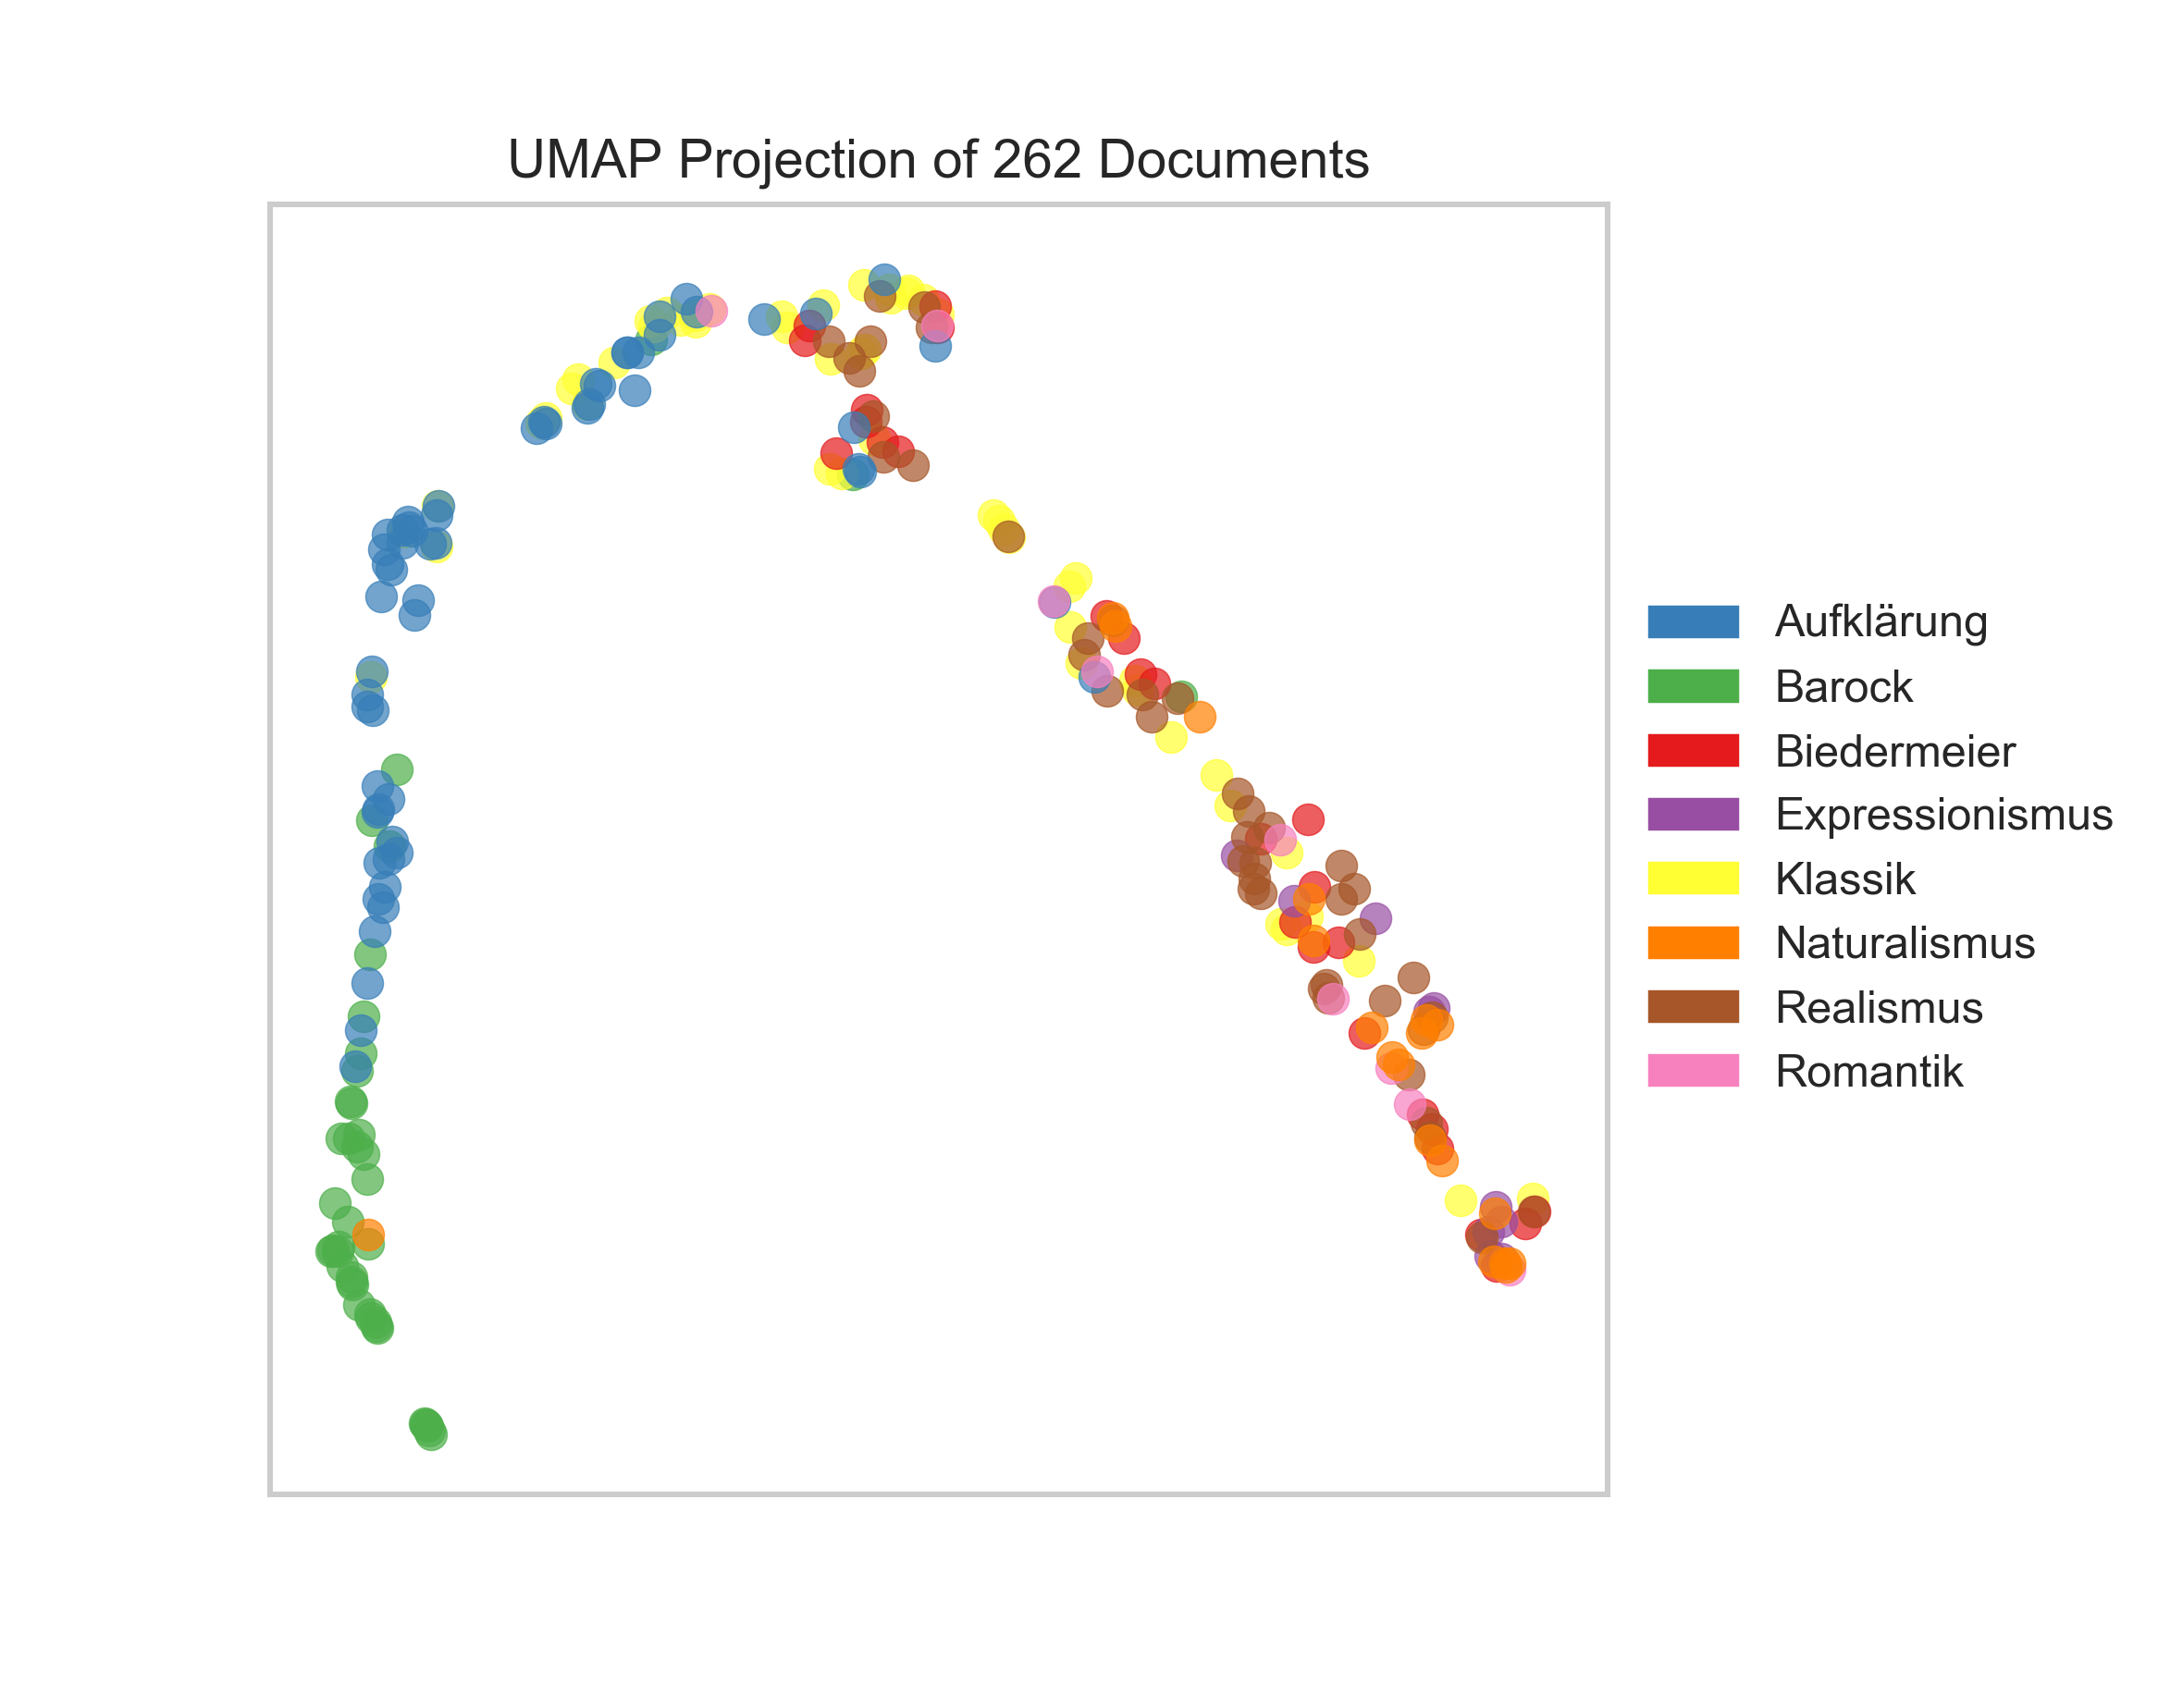 UMAP Projection of 262 Documents
Aufklärung
Barock
Biedermeier
Expressionismus
Klassik
Naturalismus
Realismus
Romantik